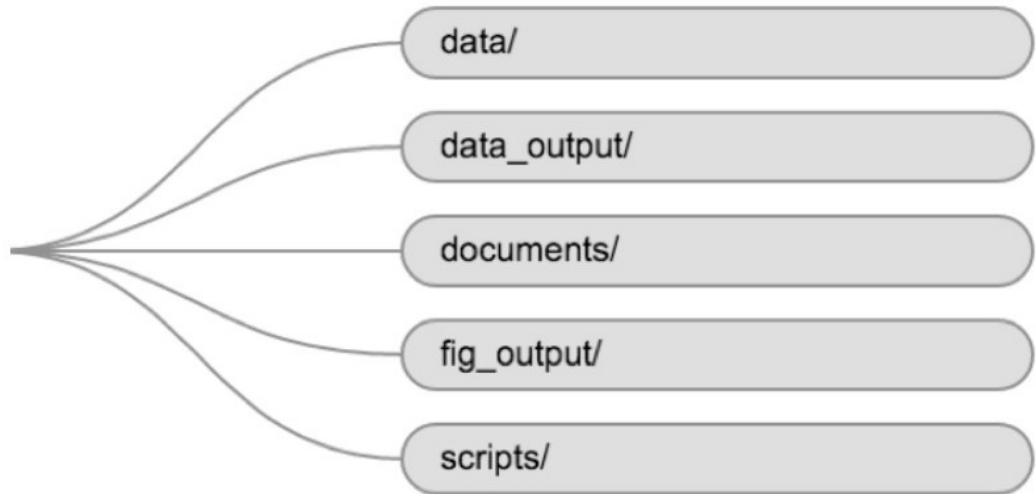 data/
data_output/
documents/
fig_output/
scripts/